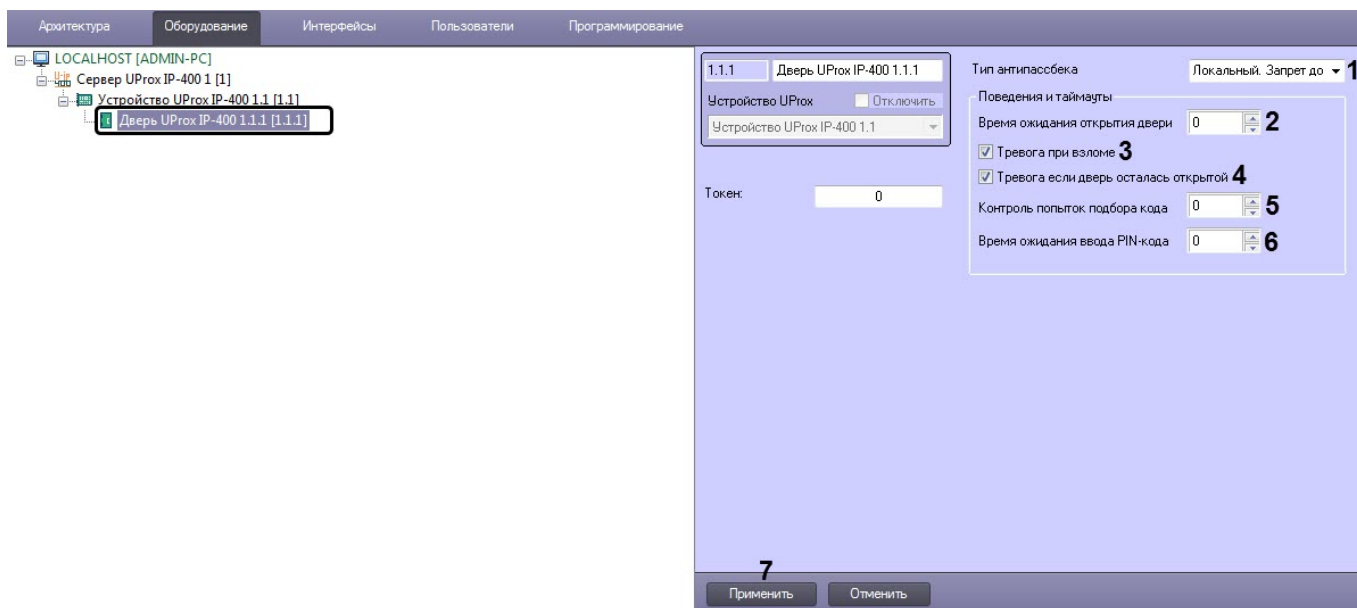 Архитектура Оборудование Интерфейсы Пользователи Программирование
LOCALHOST [ADMIN-PC]
Сервер UProx IP-400 1 [1]
Устройство UProx IP-400 1.1 [1.1]
Дверь UProx IP-400 1.1.1 [1.1.1]
1.1.1 Дверь UProx IP-400 1.1.1
Устройство UProx Отключить
Устройство UProx IP-400 1.1
Токен: 0
Тип антипассбека Локальный. Запрет до 1
Поведения и таймауты
Время ожидания открытия двери 0 2
Тревога при взломе 3
Тревога если дверь осталась открытой 4
Контроль попыток подбора кода 0 5
Время ожидания ввода PIN-кода 0 6
7
Применить Отменить